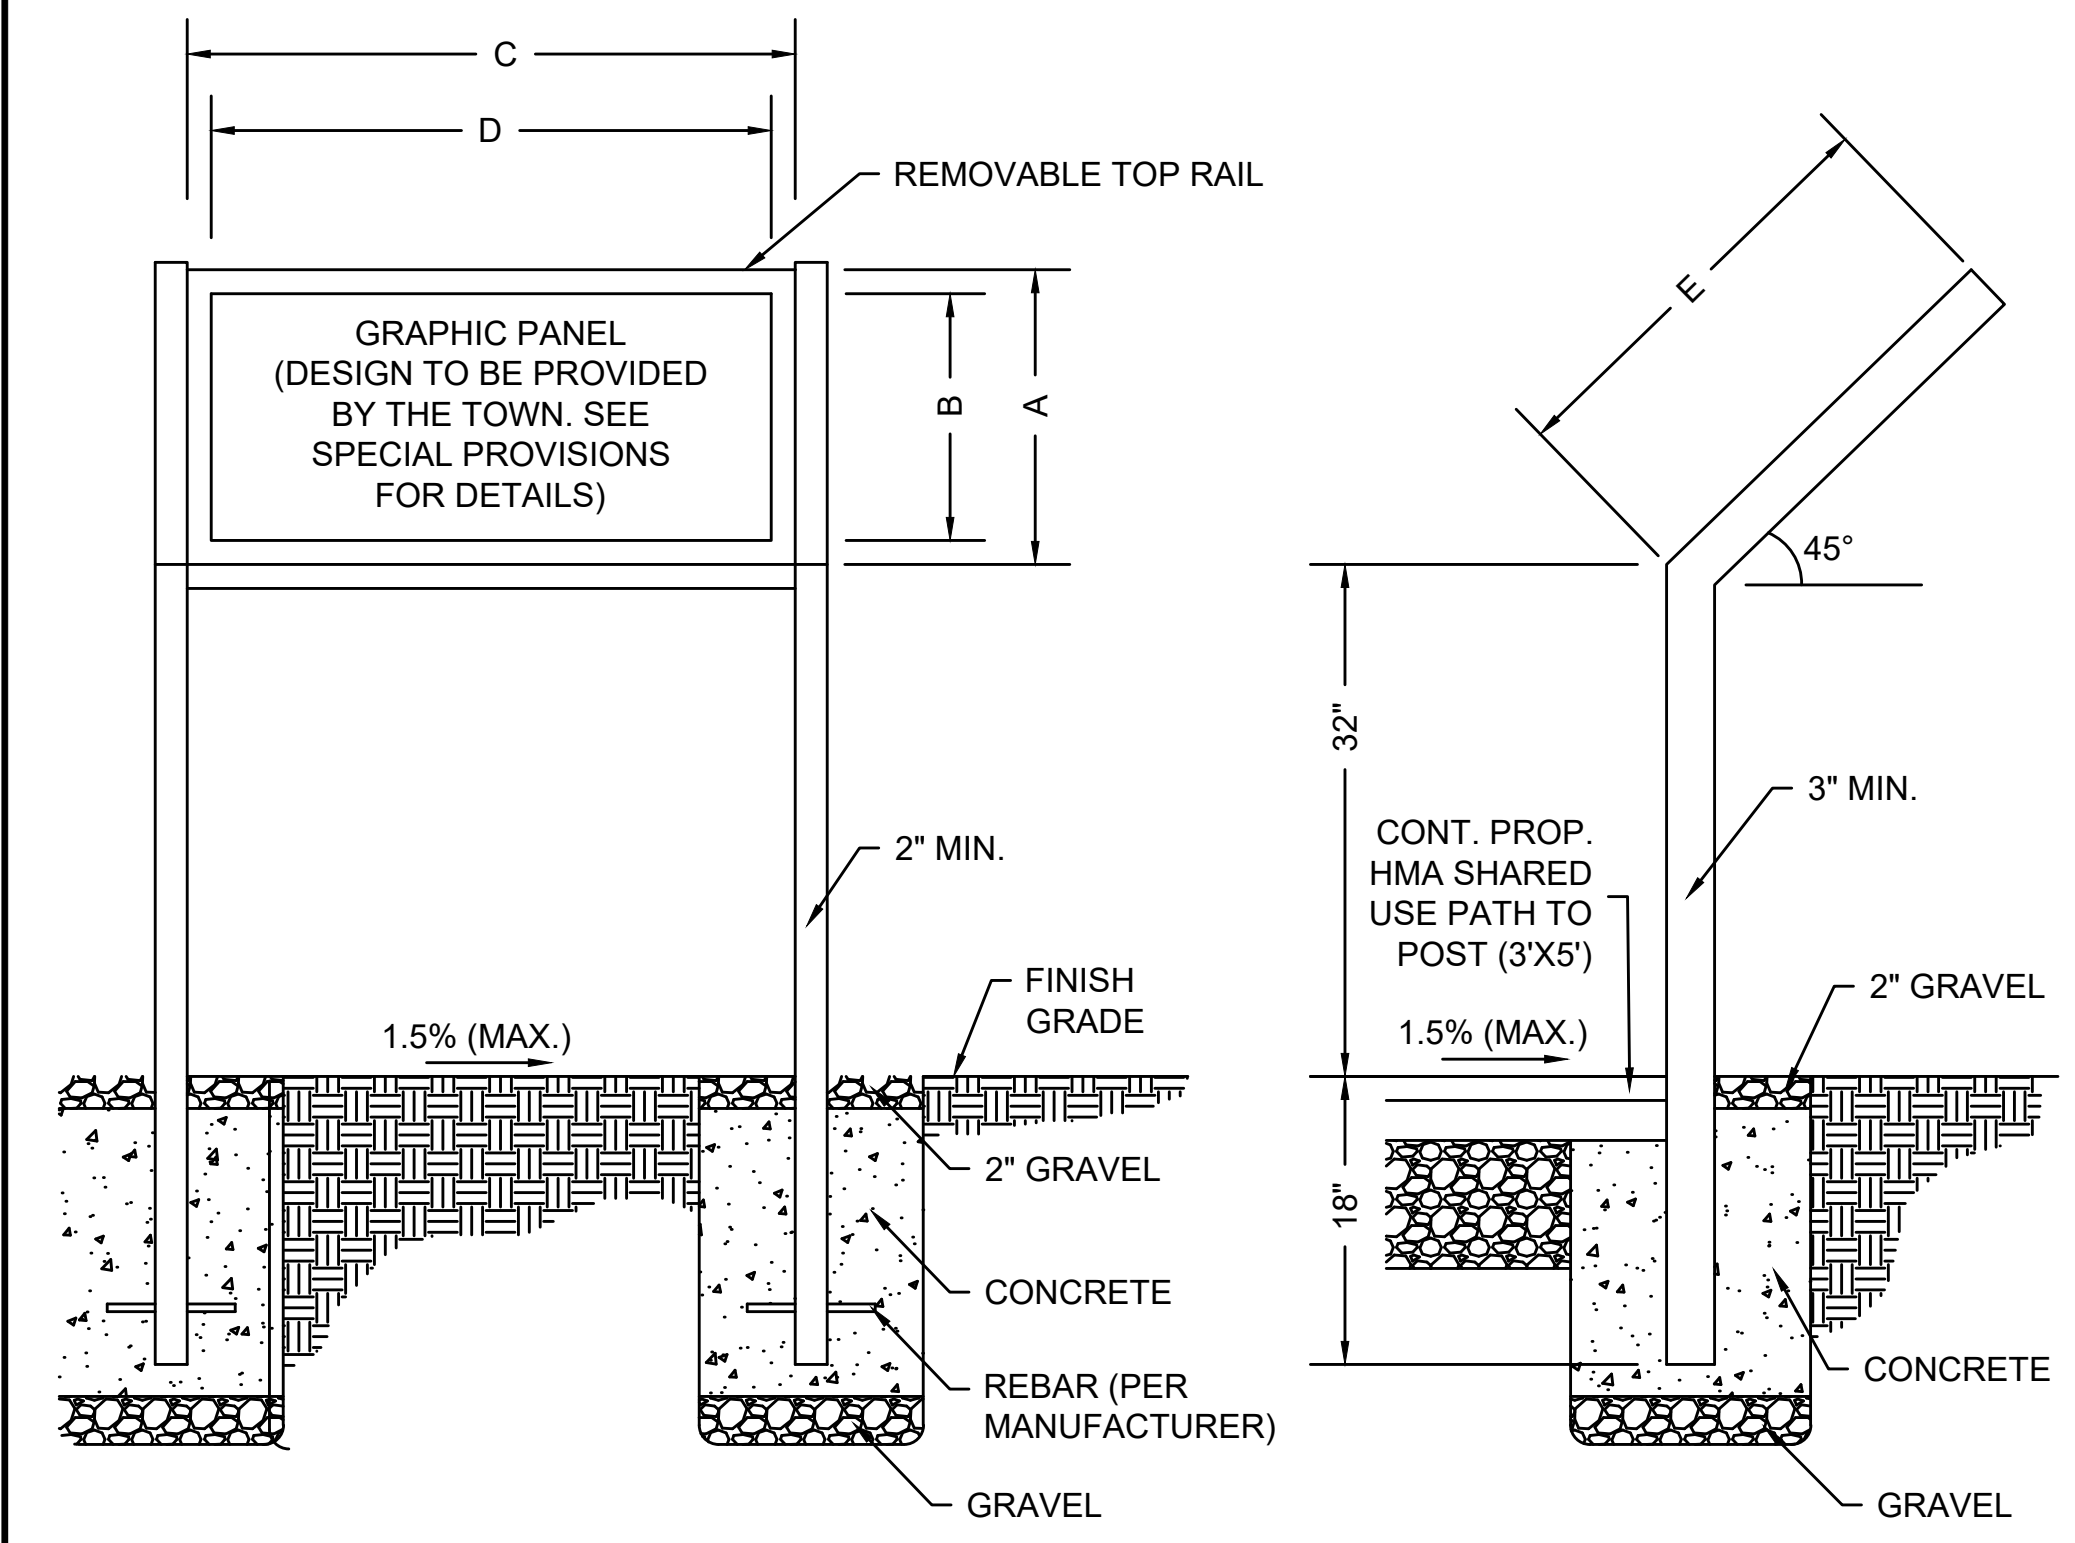 C
D
REMOVABLE TOP RAIL
GRAPHIC PANEL
(DESIGN TO BE PROVIDED
BY THE TOWN. SEE
SPECIAL PROVISIONS
FOR DETAILS)
B
A
2" MIN.
FINISH
GRADE
1.5% (MAX.)
2" GRAVEL
CONCRETE
REBAR (PER
MANUFACTURER)
GRAVEL
E
45°
32"
3" MIN.
CONT. PROP.
HMA SHARED
USE PATH TO
POST (3'X5')
2" GRAVEL
1.5% (MAX.)
18"
CONCRETE
GRAVEL